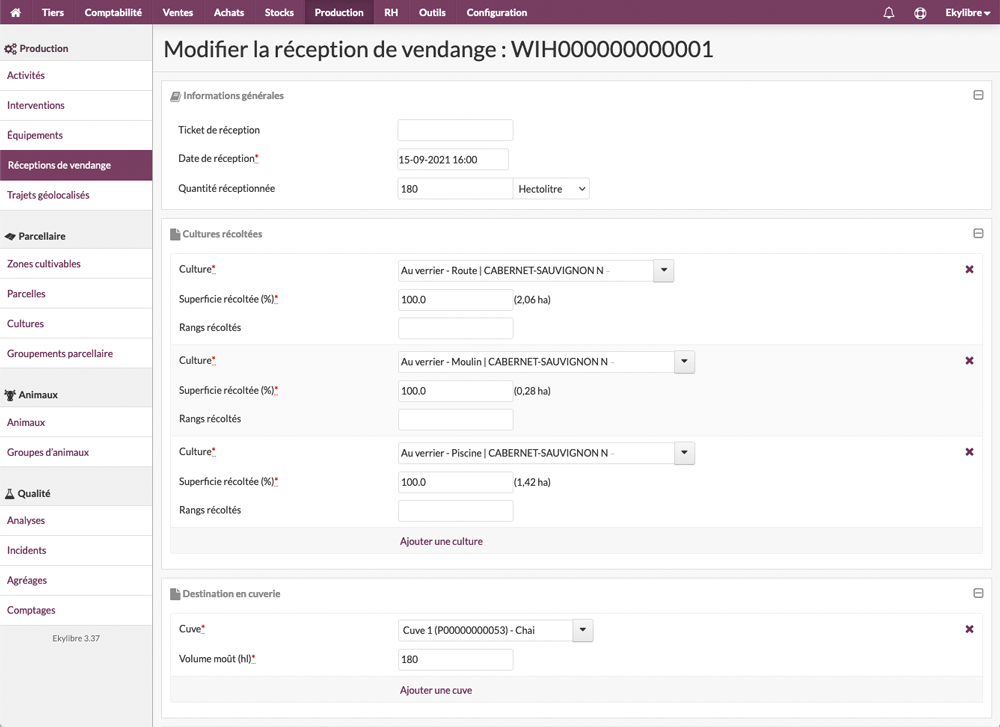 Tiers Comptabilité Ventes Achats Stocks Production RH Outils Configuration Ekylibre
Production
Activités
Interventions
Équipements
Réceptions de vendange
Trajets géolocalisés
Parcellaire
Zones cultivables
Parcelles
Cultures
Groupements parcellaire
Animaux
Animaux
Groupes d'animaux
Qualité
Analyses
Incidents
Agréages
Comptages
Ekylibre 3.37
Modifier la réception de vendange : WIH000000000001
Informations générales
Ticket de réception
Date de réception* 15-09-2021 16:00
Quantité réceptionnée 180 Hectolitre
Cultures récoltées
Culture* Au verrier - Route | CABERNET-SAUVIGNON N -
Superficie récoltée (%)* 100.0 (2,06 ha)
Rangs récoltés
Culture* Au verrier - Moulin | CABERNET-SAUVIGNON N -
Superficie récoltée (%)* 100.0 (0,28 ha)
Rangs récoltés
Culture* Au verrier - Piscine | CABERNET-SAUVIGNON N -
Superficie récoltée (%)* 100.0 (1,42 ha)
Rangs récoltés
Ajouter une culture
Destination en cuverie
Cuve* Cuve 1 (P00000000053) - Chai
Volume moût (hl)* 180
Ajouter une cuve